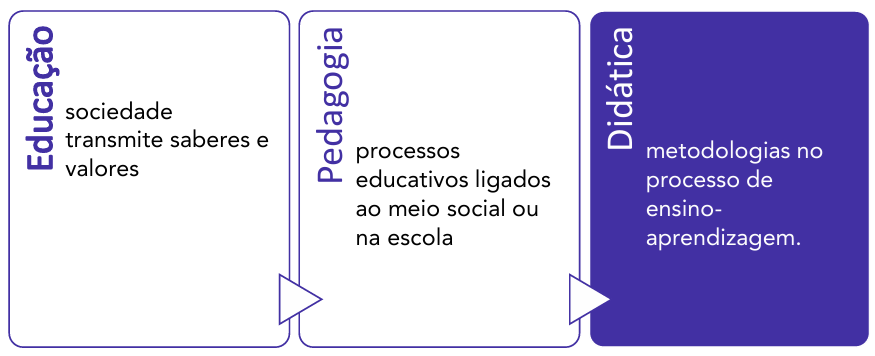 Educação
sociedade
transmite saberes e
valores
Pedagogia
processos
educativos ligados
ao meio social ou
na escola
Didática
metodologias no
processo de
ensino-
aprendizagem.